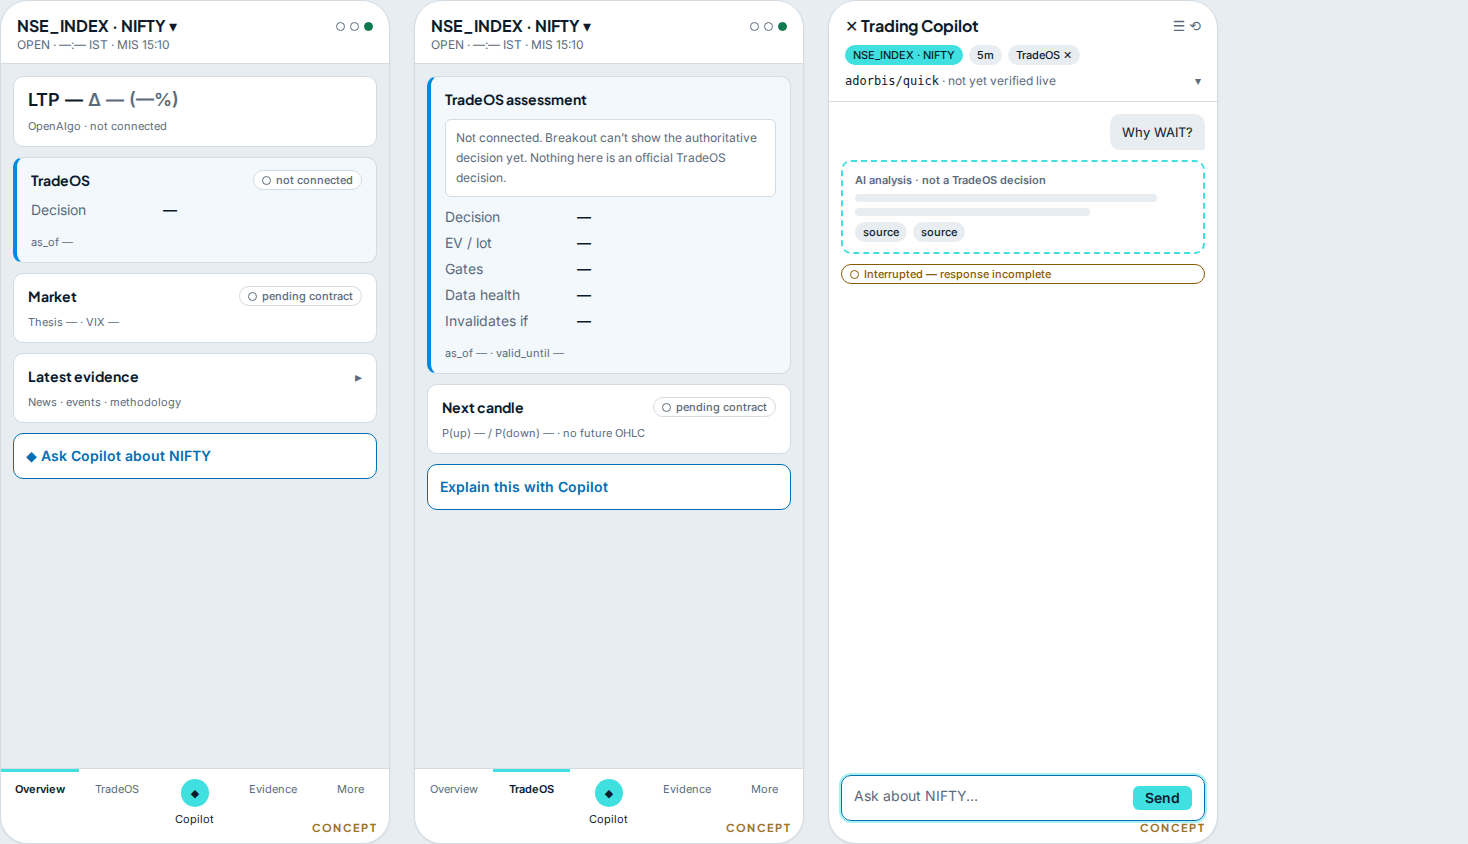 NSE_INDEX · NIFTY ▾
OPEN · —:— IST · MIS 15:10
LTP — Δ — (—%)
OpenAlgo · not connected
TradeOS
not connected
Decision —
as_of —
Market
pending contract
Thesis — · VIX —
Latest evidence ▸
News · events · methodology
◆ Ask Copilot about NIFTY
Overview
TradeOS
◆
Copilot
Evidence
More
CONCEPT
NSE_INDEX · NIFTY ▾
OPEN · —:— IST · MIS 15:10
TradeOS assessment
Not connected. Breakout can’t show the authoritative
decision yet. Nothing here is an official TradeOS
decision.
Decision —
EV / lot —
Gates —
Data health —
Invalidates if —
as_of — · valid_until —
Next candle
pending contract
P(up) — / P(down) — · no future OHLC
Explain this with Copilot
Overview
TradeOS
◆
Copilot
Evidence
More
CONCEPT
✕ Trading Copilot ☰ ⟲
NSE_INDEX · NIFTY 5m TradeOS ✕
adorbis/quick · not yet verified live ▾
Why WAIT?
AI analysis · not a TradeOS decision
source source
Interrupted — response incomplete
Ask about NIFTY...
Send
CONCEPT